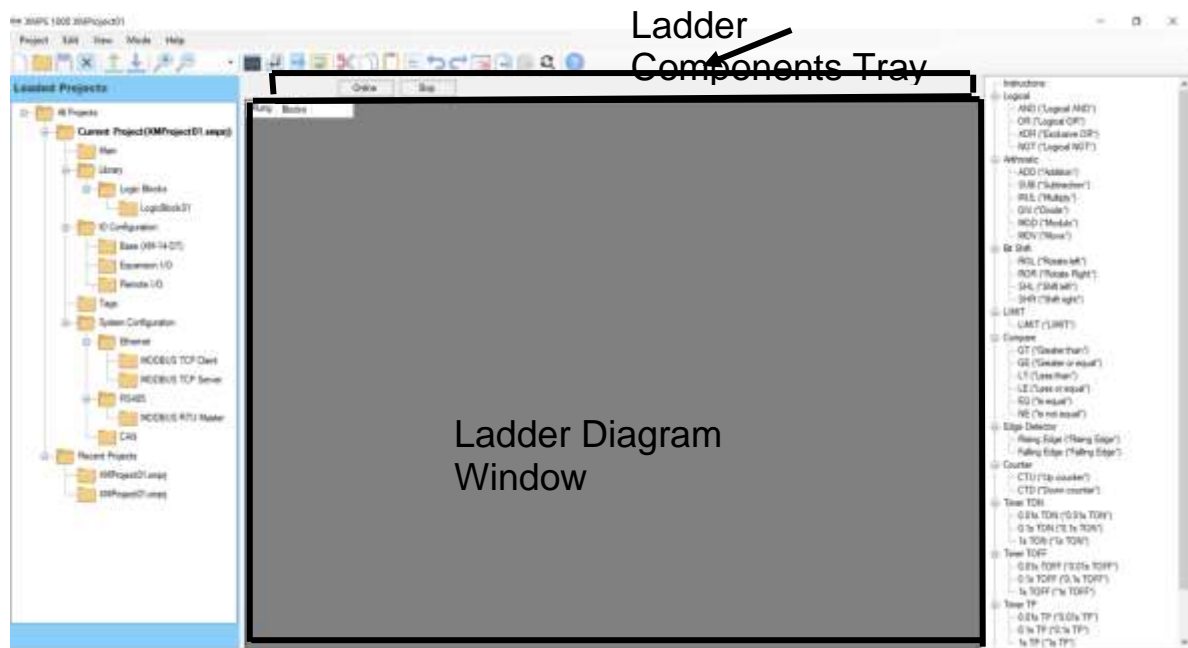 XMPS 1000 XMProject01
Project Edit View Mode Help
Ladder
Components Tray
Loaded Projects
Online Stop
Rung Blocks
All Projects
Current Project(XMProject01.xmprj)
Main
Library
Logic Blocks
LogicBlock01
IO Configuration
Base (XM-14-DT)
Expansion I/O
Remote I/O
Tags
System Configuration
Ethernet
MODBUS TCP Client
MODBUS TCP Server
RS485
MODBUS RTU Master
CAN
Recent Projects
XMProject01.xmprj
XMProject01.xmprj
Ladder Diagram
Window
Instructions
Logical
AND ("Logical AND")
OR ("Logical OR")
XOR ("Exclusive OR")
NOT ("Logical NOT")
Arithmetic
ADD ("Addition")
SUB ("Subtraction")
MUL ("Multiply")
DIV ("Divide")
MOD ("Modulo")
MOV ("Move")
Bit Shift
ROL ("Rotate left")
ROR ("Rotate Right")
SHL ("Shift left")
SHR ("Shift right")
LIMIT
LIMIT ("LIMIT")
Compare
GT ("Greater than")
GE ("Greater or equal")
LT ("Less than")
LE ("Less or equal")
EQ ("Is equal")
NE ("Is not equal")
Edge Detector
Rising Edge ("Rising Edge")
Falling Edge ("Falling Edge")
Counter
CTU ("Up counter")
CTD ("Down counter")
Timer TON
0.01s TON ("0.01s TON")
0.1s TON ("0.1s TON")
1s TON ("1s TON")
Timer TOFF
0.01s TOFF ("0.01s TOFF")
0.1s TOFF ("0.1s TOFF")
1s TOFF ("1s TOFF")
Timer TP
0.01s TP ("0.01s TP")
0.1s TP ("0.1s TP")
1s TP ("1s TP")